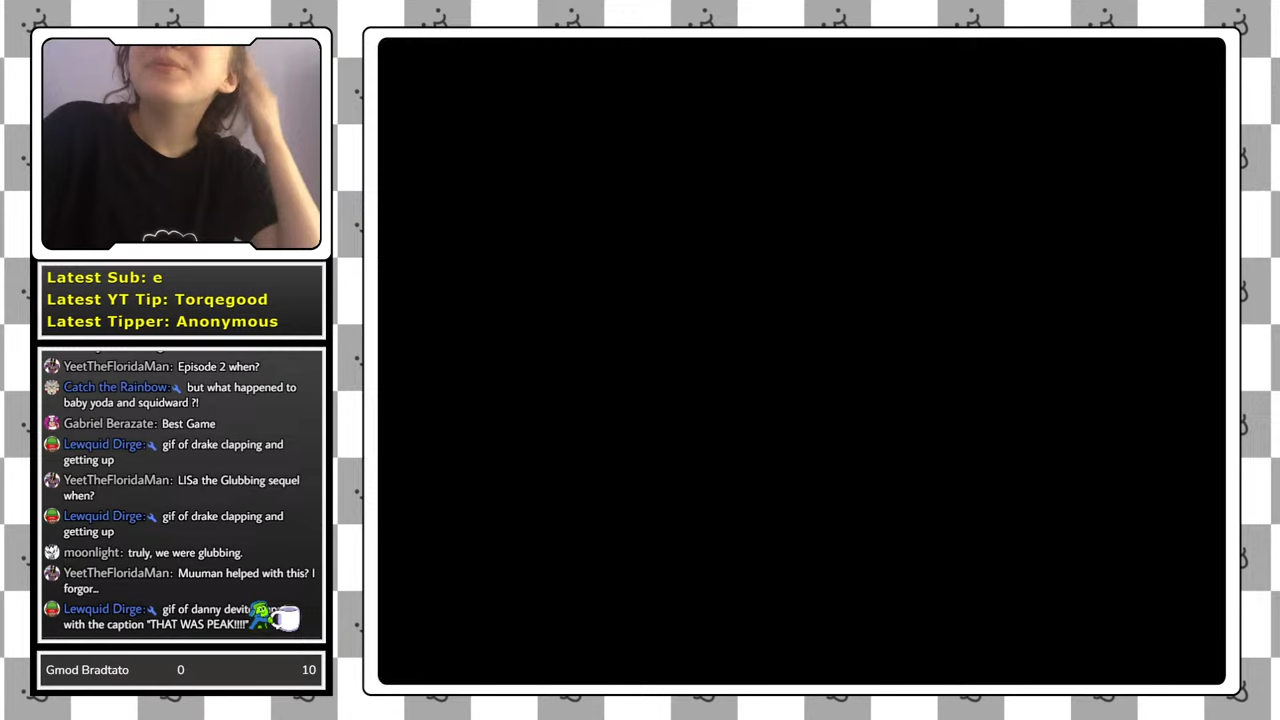 Latest Sub: e
Latest YT Tip: Torqegood
Latest Tipper: Anonymous
YeetTheFloridaMan: Episode 2 when?
Catch the Rainbow: but what happened to
baby yoda and squidward ?!
Gabriel Berazate: Best Game
Lewquid Dirge: gif of drake clapping and
getting up
YeetTheFloridaMan: LISa the Glubbing sequel
when?
Lewquid Dirge: gif of drake clapping and
getting up
moonlight: truly, we were glubbing.
YeetTheFloridaMan: Muuman helped with this? I
forgor...
Lewquid Dirge: gif of danny
with the caption "THAT WAS PEAK!!!!"
Gmod Bradtato 0 10